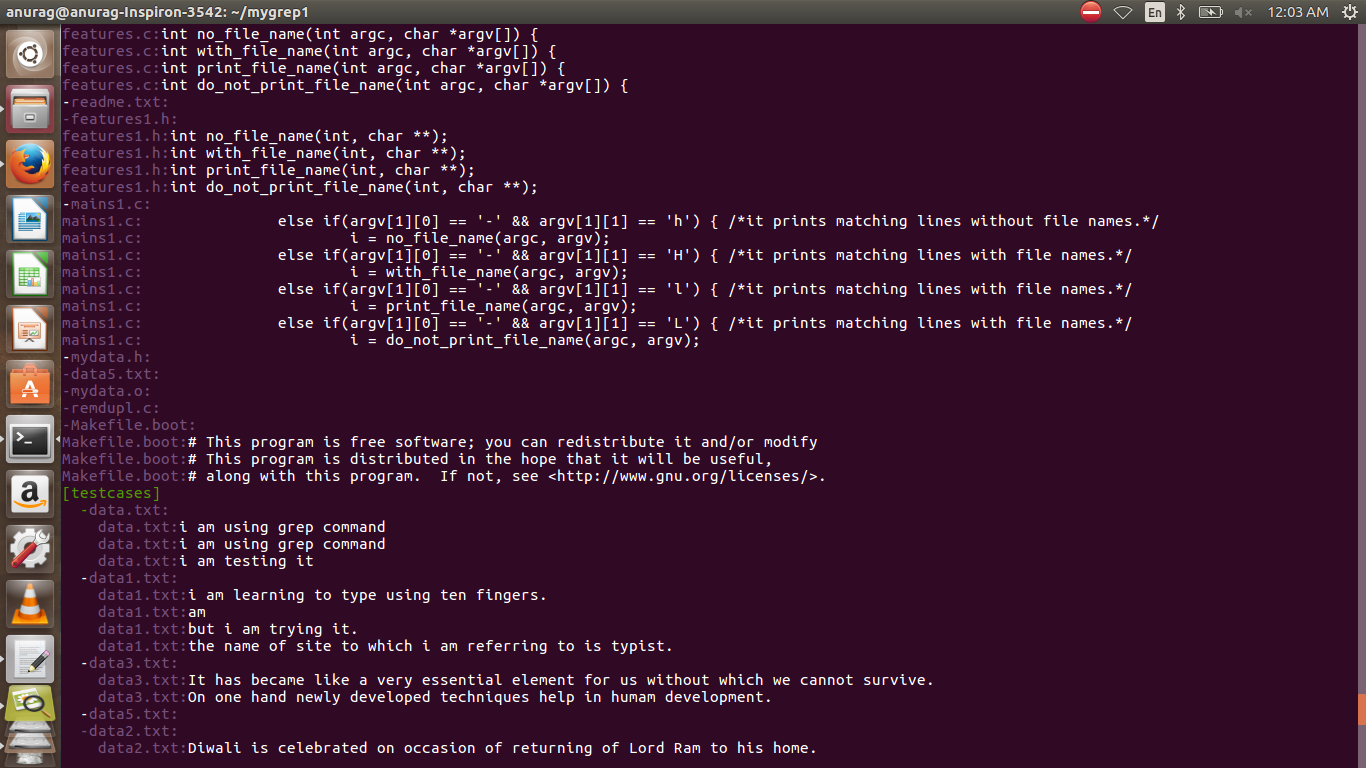 anurag@anurag-Inspiron-3542: ~/mygrep1
En
12:03 AM
features.c:int no_file_name(int argc, char *argv[]) {
features.c:int with_file_name(int argc, char *argv[]) {
features.c:int print_file_name(int argc, char *argv[]) {
features.c:int do_not_print_file_name(int argc, char *argv[]) {
-readme.txt:
-features1.h:
features1.h:int no_file_name(int, char **);
features1.h:int with_file_name(int, char **);
features1.h:int print_file_name(int, char **);
features1.h:int do_not_print_file_name(int, char **);
-mains1.c:
mains1.c:               else if(argv[1][0] == '-' && argv[1][1] == 'h') { /*it prints matching lines without file names.*/
mains1.c:                       i = no_file_name(argc, argv);
mains1.c:               else if(argv[1][0] == '-' && argv[1][1] == 'H') { /*it prints matching lines with file names.*/
mains1.c:                       i = with_file_name(argc, argv);
mains1.c:               else if(argv[1][0] == '-' && argv[1][1] == 'l') { /*it prints matching lines with file names.*/
mains1.c:                       i = print_file_name(argc, argv);
mains1.c:               else if(argv[1][0] == '-' && argv[1][1] == 'L') { /*it prints matching lines with file names.*/
mains1.c:                       i = do_not_print_file_name(argc, argv);
-mydata.h:
-data5.txt:
-mydata.o:
-remdupl.c:
-Makefile.boot:
Makefile.boot:# This program is free software; you can redistribute it and/or modify
Makefile.boot:# This program is distributed in the hope that it will be useful,
Makefile.boot:# along with this program.  If not, see <http://www.gnu.org/licenses/>.
[testcases]
  -data.txt:
    data.txt:i am using grep command
    data.txt:i am using grep command
    data.txt:i am testing it
  -data1.txt:
    data1.txt:i am learning to type using ten fingers.
    data1.txt:am
    data1.txt:but i am trying it.
    data1.txt:the name of site to which i am referring to is typist.
  -data3.txt:
    data3.txt:It has became like a very essential element for us without which we cannot survive.
    data3.txt:On one hand newly developed techniques help in humam development.
  -data5.txt:
  -data2.txt:
    data2.txt:Diwali is celebrated on occasion of returning of Lord Ram to his home.